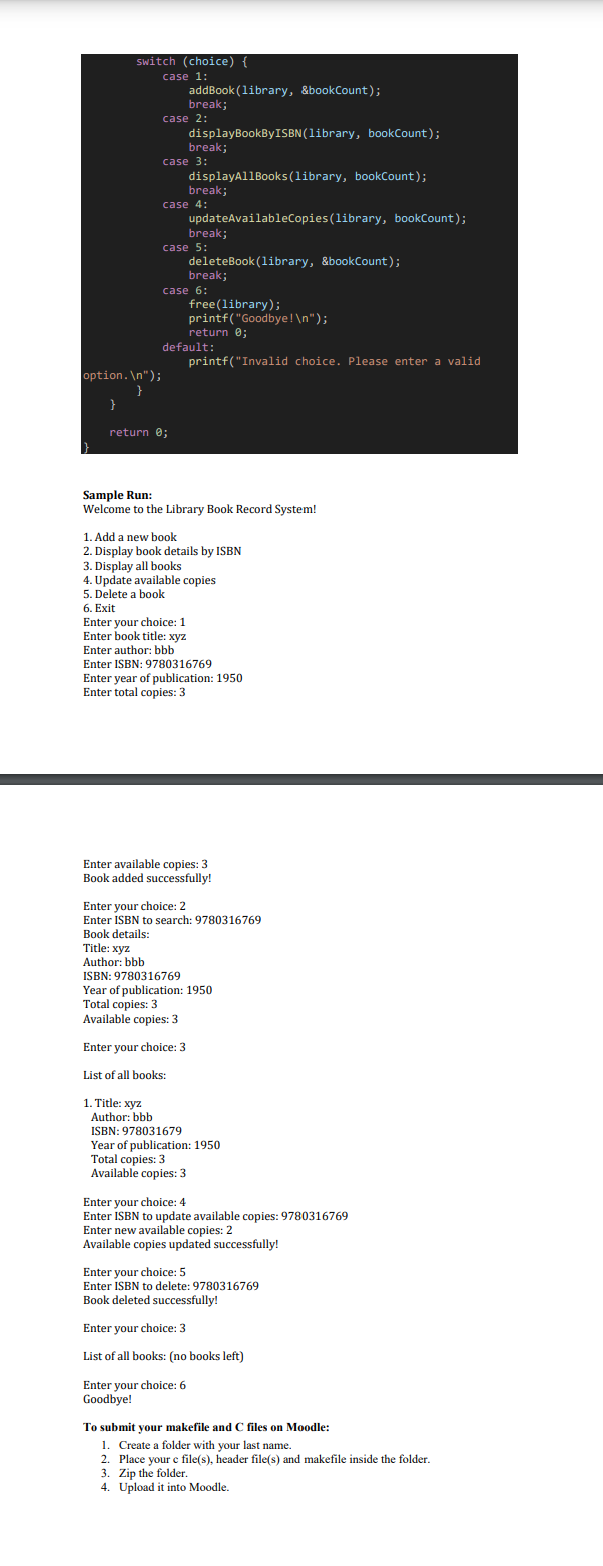 switch (choice) {
case 1:
addBook(library, &bookCount);
break;
case 2:
displayBookByISBN(library, bookCount);
break;
case 3:
displayAllBooks(library, bookCount);
break;
case 4:
updateAvailableCopies(library, bookCount);
break;
case 5:
deleteBook(library, &bookCount);
break;
case 6:
free(library);
printf("Goodbye!\n");
return 0;
default:
printf("Invalid choice. Please enter a valid
option.\n");
}
}
return 0;
}
Sample Run:
Welcome to the Library Book Record System!
1. Add a new book
2. Display book details by ISBN
3. Display all books
4. Update available copies
5. Delete a book
6. Exit
Enter your choice: 1
Enter book title: xyz
Enter author: bbb
Enter ISBN: 9780316769
Enter year of publication: 1950
Enter total copies: 3
Enter available copies: 3
Book added successfully!
Enter your choice: 2
Enter ISBN to search: 9780316769
Book details:
Title: xyz
Author: bbb
ISBN: 9780316769
Year of publication: 1950
Total copies: 3
Available copies: 3
Enter your choice: 3
List of all books:
1. Title: xyz
Author: bbb
ISBN: 978031679
Year of publication: 1950
Total copies: 3
Available copies: 3
Enter your choice: 4
Enter ISBN to update available copies: 9780316769
Enter new available copies: 2
Available copies updated successfully!
Enter your choice: 5
Enter ISBN to delete: 9780316769
Book deleted successfully!
Enter your choice: 3
List of all books: (no books left)
Enter your choice: 6
Goodbye!
To submit your makefile and C files on Moodle:
1. Create a folder with your last name.
2. Place your c file(s), header file(s) and makefile inside the folder.
3. Zip the folder.
4. Upload it into Moodle.